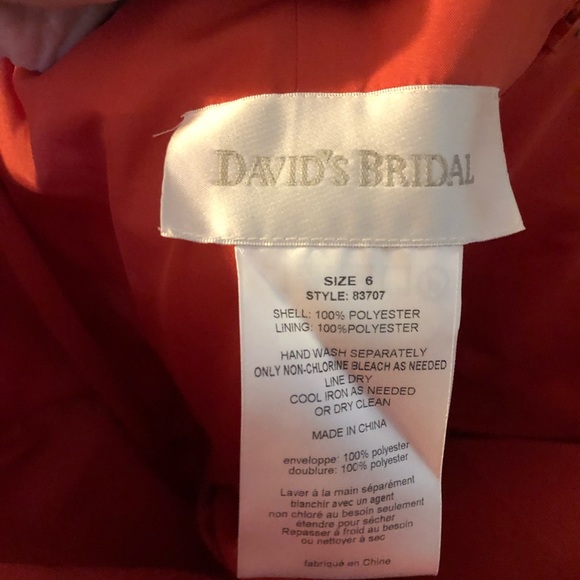 DAVID'S BRIDAL
SIZE 6
STYLE: 83707
SHELL: 100% POLYESTER
LINING: 100%POLYESTER
HAND WASH SEPARATELY
ONLY NON-CHLORINE BLEACH AS NEEDED
LINE DRY
COOL IRON AS NEEDED
OR DRY CLEAN
MADE IN CHINA
enveloppe: 100% polyester
doublure: 100% polyester
Laver à la main séparément
blanchir avec un agent
non chloré au besoin seulement
étendre pour sécher
Repasser à froid au besoin
ou nettoyer à sec
fabriqué en Chine